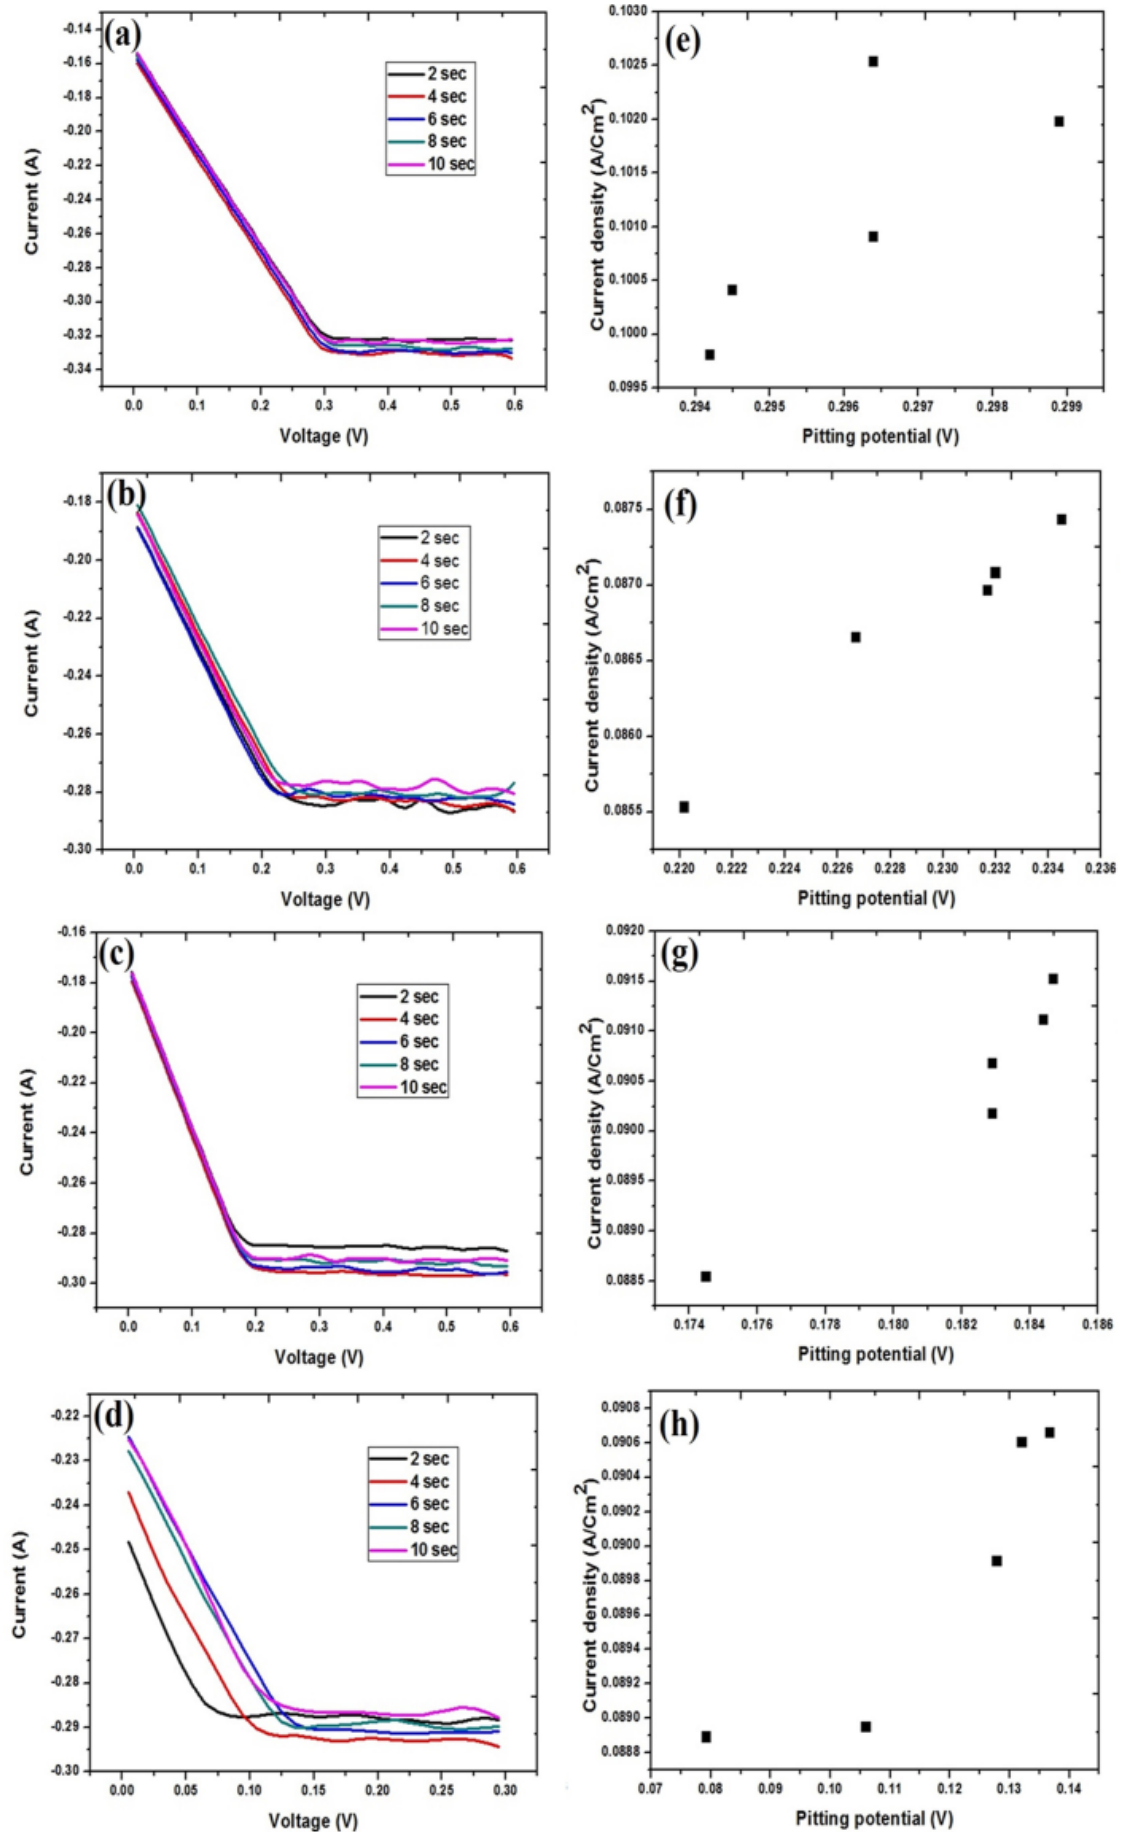 (a)
-0.14
-0.16
-0.18
-0.20
-0.22
-0.24
-0.26
-0.28
-0.30
-0.32
-0.34
Current (A)
2 sec
4 sec
6 sec
8 sec
10 sec
0.0 0.1 0.2 0.3 0.4 0.5 0.6
Voltage (V)
(e)
0.1030
0.1025
0.1020
0.1015
0.1010
0.1005
0.1000
0.0995
Current density (A/Cm2)
0.294 0.295 0.296 0.297 0.298 0.299
Pitting potential (V)
(b)
-0.18
-0.20
-0.22
-0.24
-0.26
-0.28
-0.30
Current (A)
2 sec
4 sec
6 sec
8 sec
10 sec
0.0 0.1 0.2 0.3 0.4 0.5 0.6
Voltage (V)
(f)
0.0875
0.0870
0.0865
0.0860
0.0855
Current density (A/Cm2)
0.220 0.222 0.224 0.226 0.228 0.230 0.232 0.234 0.236
Pitting potential (V)
(c)
-0.16
-0.18
-0.20
-0.22
-0.24
-0.26
-0.28
-0.30
Current (A)
2 sec
4 sec
6 sec
8 sec
10 sec
0.0 0.1 0.2 0.3 0.4 0.5 0.6
Voltage (V)
(g)
0.0920
0.0915
0.0910
0.0905
0.0900
0.0895
0.0890
0.0885
Current density (A/Cm2)
0.174 0.176 0.178 0.180 0.182 0.184 0.186
Pitting potential (V)
(d)
-0.22
-0.23
-0.24
-0.25
-0.26
-0.27
-0.28
-0.29
-0.30
Current (A)
2 sec
4 sec
6 sec
8 sec
10 sec
0.00 0.05 0.10 0.15 0.20 0.25 0.30
Voltage (V)
(h)
0.0908
0.0906
0.0904
0.0902
0.0900
0.0898
0.0896
0.0894
0.0892
0.0890
0.0888
Current density (A/Cm2)
0.07 0.08 0.09 0.10 0.11 0.12 0.13 0.14
Pitting potential (V)